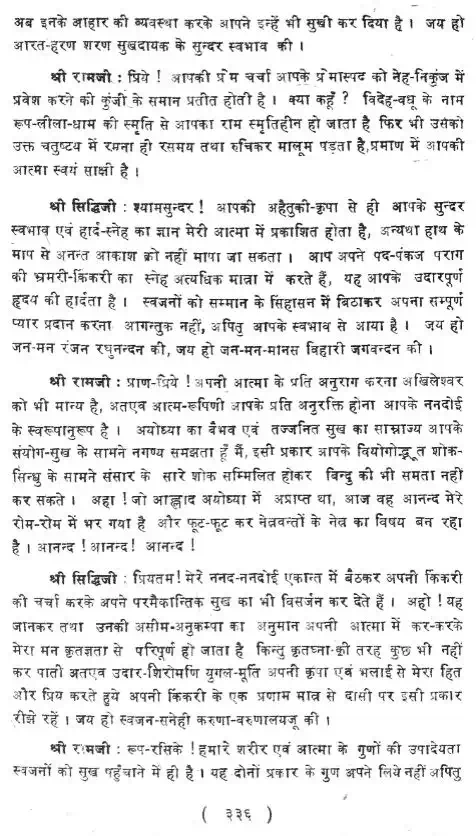 अब इनके आहार की व्यवस्था करके आपने इन्हें भी सुखी कर दिया है । जय हो
आरत-हरण शरण सुखदायक के सुन्दर स्वभाव की ।
श्री रामजी : प्रिये ! आपकी प्रेम चर्चा आपके प्रेमास्पद को नेह-निकुंज में
प्रवेश करने की कुंजी के समान प्रतीत होती है । क्या कहूँ ? विदेह-वधू के नाम
रूप-लीला-धाम की स्मृति से आपका राम स्मृतिहीन हो जाता है फिर भी उसको
उक्त चतुष्टय में रमना ही रसमय तथा रुचिकर मालूम पड़ता है,प्रमाण में आपकी
आत्मा स्वयं साक्षी है ।
श्री सिद्धिजी : श्यामसुन्दर ! आपकी अहैतुकी-कृपा से ही आपके सुन्दर
स्वभाव एवं हार्द-स्नेह का ज्ञान मेरी आत्मा में प्रकाशित होता है, अन्यथा हाथ के
माप से अनन्त आकाश को नहीं मापा जा सकता । आप अपने पद-पंकज पराग
की भ्रमरी-किंकरी का स्नेह अत्यधिक मात्रा में करते हैं, यह आपके उदारपूर्ण
हृदय की हार्दता है । स्वजनों को सम्मान के सिंहासन में बिठाकर अपना सम्पूर्ण
प्यार प्रदान करना आगन्तुक नहीं, अपितु आपके स्वभाव से आया है । जय हो
जन-मन रंजन रघुनन्दन की, जय हो जन-मन-मानस विहारी जगवन्दन की ।
श्री रामजी : प्राण-प्रिये ! अपनी आत्मा के प्रति अनुराग करना अखिलेश्वर
को भी मान्य है, अतएव आत्म-रूपिणी आपके प्रति अनुरक्ति होना आपके ननदोई
के स्वरूपानुरूप है । अयोध्या का वैभव एवं तज्जनित सुख का साम्राज्य आपके
संयोग-सुख के सामने नगण्य समझता हूँ मैं, इसी प्रकार आपके वियोगोद्भूत शोक-
सिन्धु के सामने संसार के सारे शोक सम्मिलित होकर विन्दु की भी समता नहीं
कर सकते । अहा ! जो आह्लाद अयोध्या में अप्राप्त था, आज वह आनन्द मेरे
रोम-रोम में भर गया है और फूट-फूट कर नेत्रवन्तों के नेत्र का विषय बन रहा
है । आनन्द ! आनन्द! आनन्द !
श्री सिद्धिजी : प्रियतम! मेरे ननद-ननदोई एकान्त में बैठकर अपनी किंकरी
की चर्चा करके अपने परमैकान्तिक सुख का भी विसर्जन कर देते हैं । अहो ! यह
जानकर तथा उनकी असीम-अनुकम्पा का अनुमान अपनी आत्मा में कर-करके
मेरा मन कृतज्ञता से परिपूर्ण हो जाता है किन्तु कृतघ्ना की तरह कुछ भी नहीं
कर पाती अतएव उदार-शिरोमणि युगल-मूर्ति अपनी कृपा एवं भलाई से मेरा हित
और प्रिय करते हुये अपनी किंकरी के एक प्रणाम मात्र से दासी पर इसी प्रकार
रीझे रहें । जय हो स्वजन-सनेही करुणा-वरुणालयजू की ।
श्री रामजी : रूप-रसिके ! हमारे शरीर एवं आत्मा के गुणों की उपादेयता
स्वजनों को सुख पहुँचाने में ही है । यह दोनों प्रकार के गुण अपने लिये नहीं अपितु
( ३३६ )